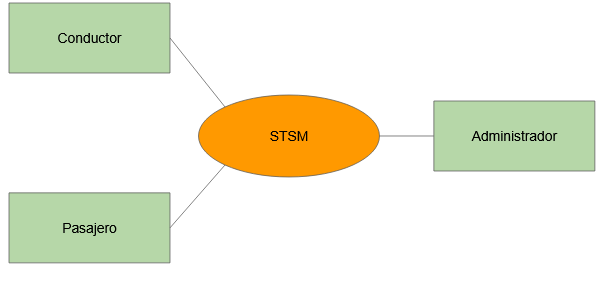 Conductor
STSM
Administrador
Pasajero